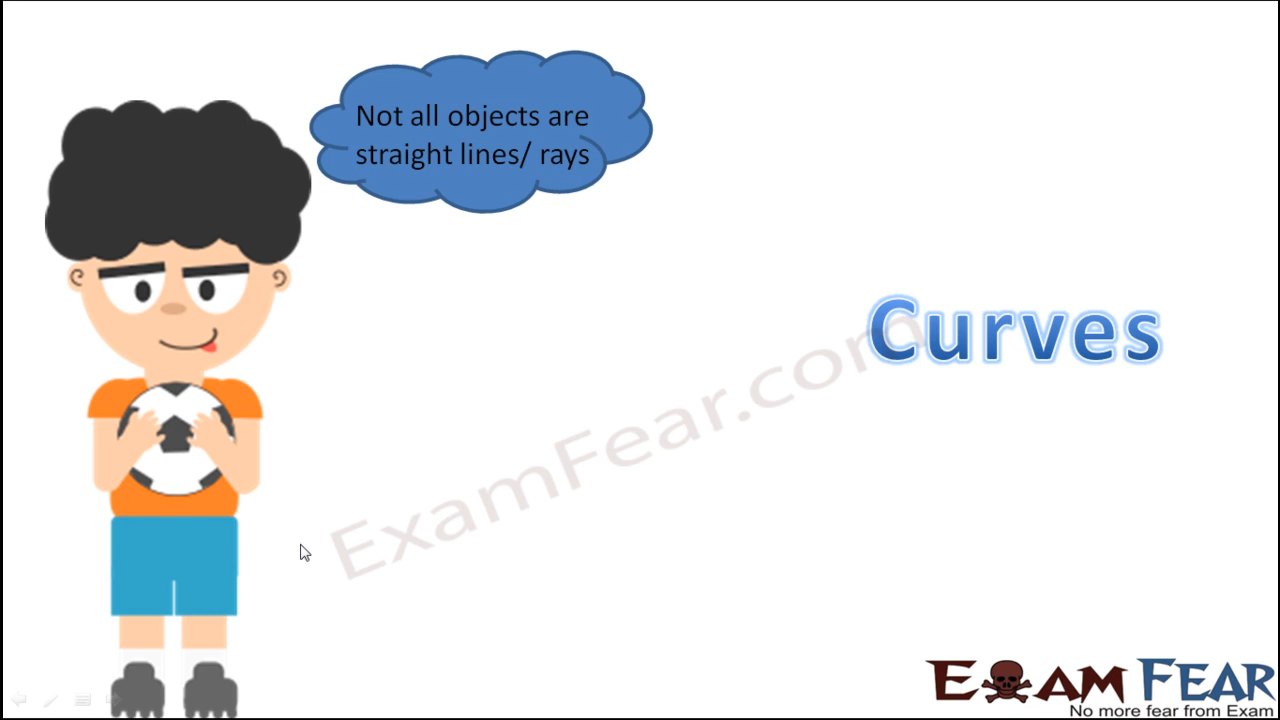 Not all objects are
straight lines/ rays
Curves
ExamFear.com
EXAM FEAR
No more fear from Exam